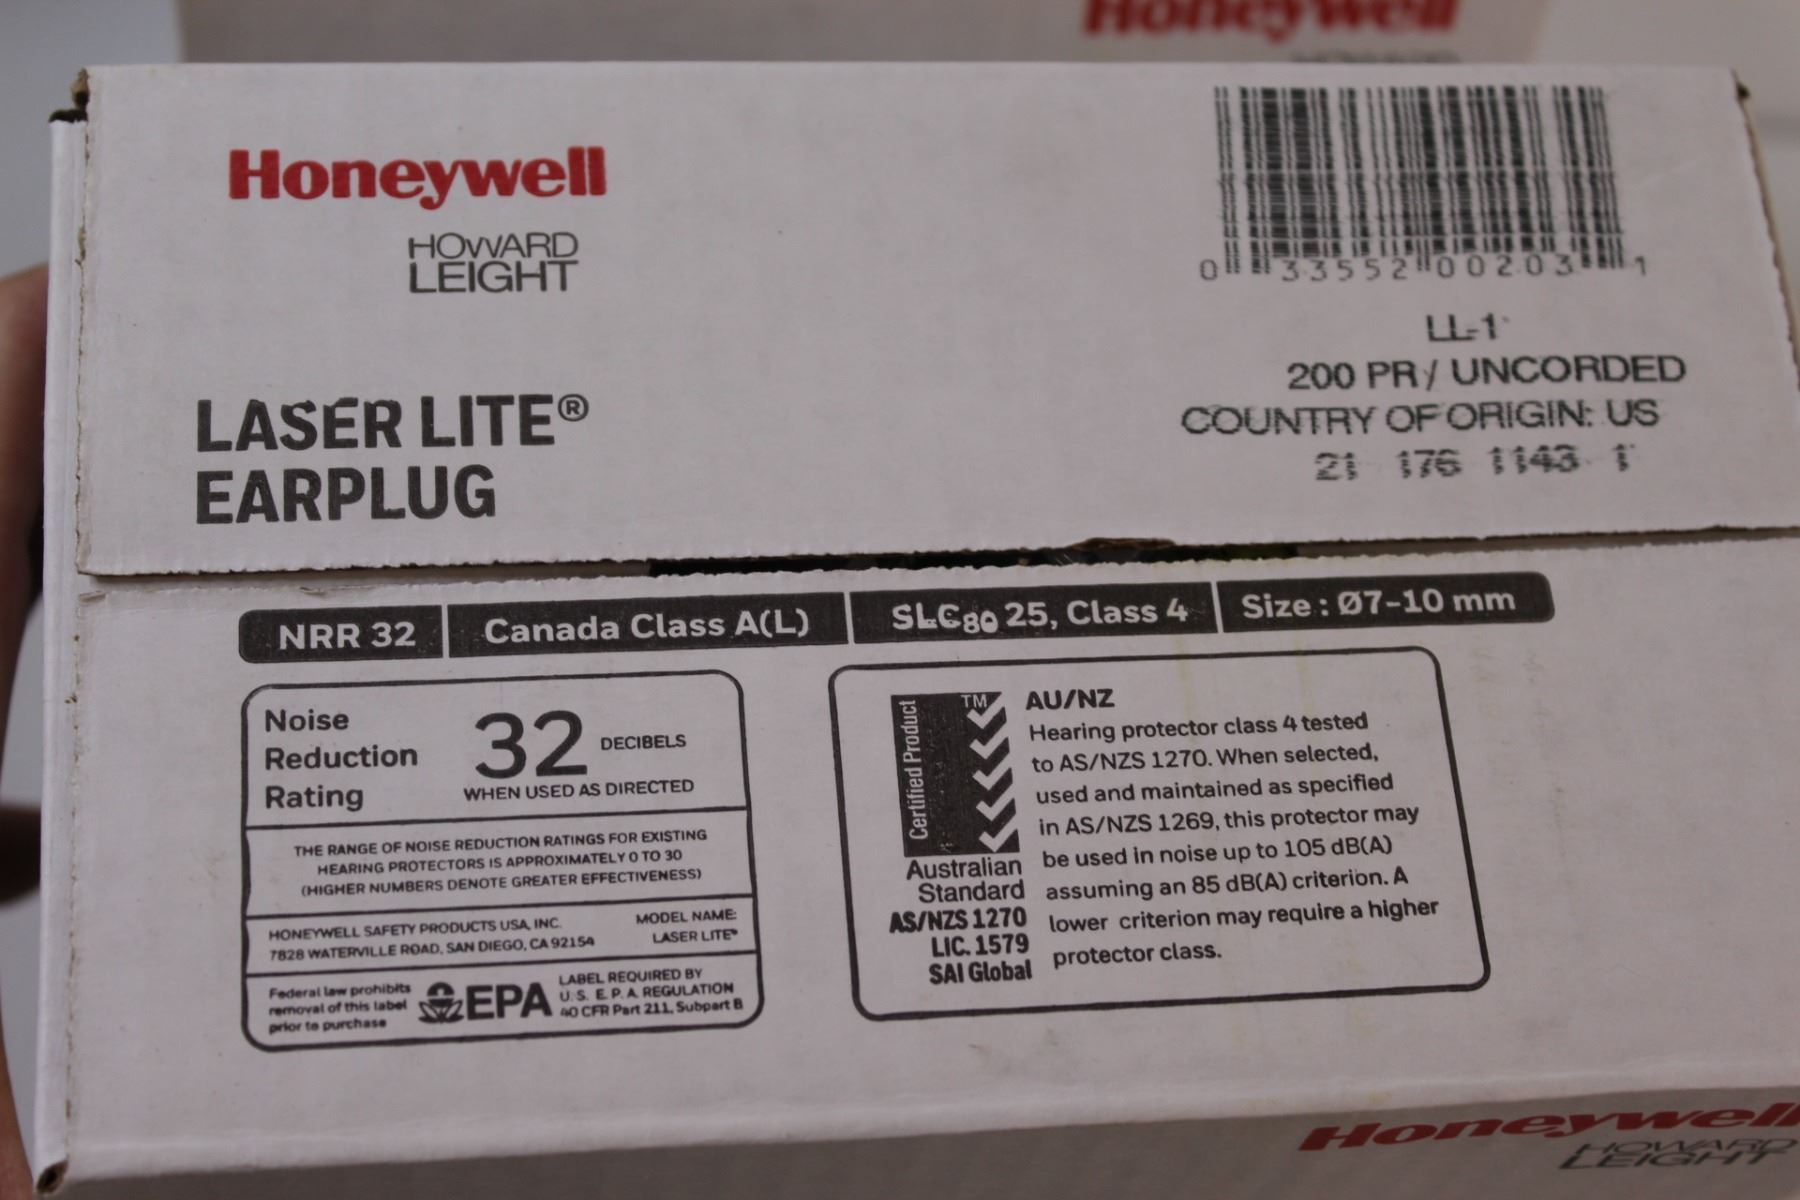 Honeywell
Honeywell
HOWARD
LEIGHT
0 33552 00203 1
LL-1
200 PR/ UNCORDED
COUNTRY OF ORIGIN: US
21 176 1143 1
LASER LITE®
EARPLUG
NRR 32
Canada Class A(L)
SLC80 25, Class 4
Size : Ø7-10 mm
Noise
Reduction
Rating
32 DECIBELS
WHEN USED AS DIRECTED
THE RANGE OF NOISE REDUCTION RATINGS FOR EXISTING
HEARING PROTECTORS IS APPROXIMATELY 0 TO 30
(HIGHER NUMBERS DENOTE GREATER EFFECTIVENESS)
HONEYWELL SAFETY PRODUCTS USA, INC.
7828 WATERVILLE ROAD, SAN DIEGO, CA 92154
MODEL NAME:
LASER LITE®
Federal law prohibits
removal of this label
prior to purchase
EPA
LABEL REQUIRED BY
U. S. E. P. A. REGULATION
40 CFR Part 211, Subpart B
Certified Product
TM
Australian
Standard
AS/NZS 1270
LIC. 1579
SAI Global
AU/NZ
Hearing protector class 4 tested
to AS/NZS 1270. When selected,
used and maintained as specified
in AS/NZS 1269, this protector may
be used in noise up to 105 dB(A)
assuming an 85 dB(A) criterion. A
lower criterion may require a higher
protector class.
Honeywell
HOWARD
LEIGHT